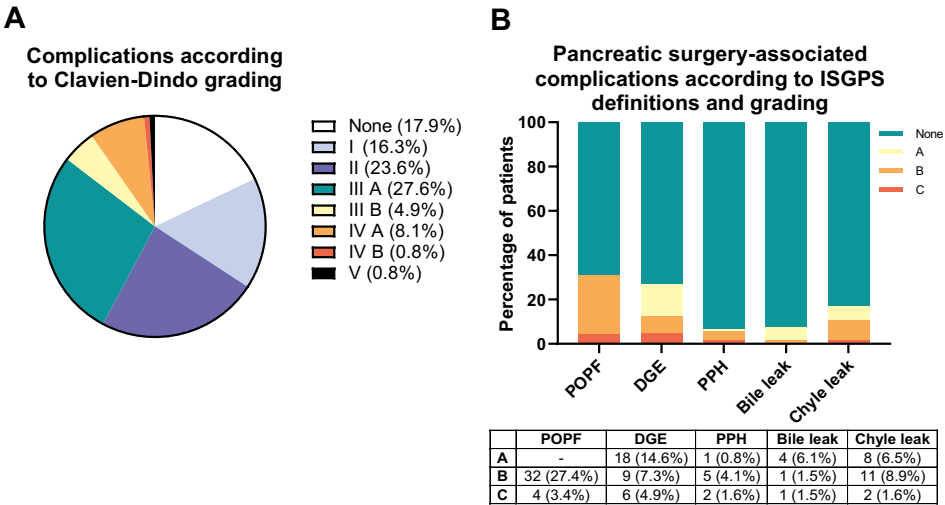 A
Complications according
to Clavien-Dindo grading
None (17.9%)
I (16.3%)
II (23.6%)
III A (27.6%)
III B (4.9%)
IV A (8.1%)
IV B (0.8%)
V (0.8%)
B
Pancreatic surgery-associated
complications according to ISGPS
definitions and grading
Percentage of patients
100
80
60
40
20
0
POPF
DGE
PPH
Bile leak
Chyle leak
None
A
B
C
POPF DGE PPH Bile leak Chyle leak
A - 18 (14.6%) 1 (0.8%) 4 (6.1%) 8 (6.5%)
B 32 (27.4%) 9 (7.3%) 5 (4.1%) 1 (1.5%) 11 (8.9%)
C 4 (3.4%) 6 (4.9%) 2 (1.6%) 1 (1.5%) 2 (1.6%)